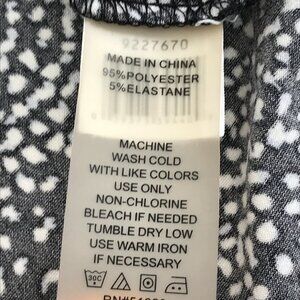 9227670
MADE IN CHINA
95%POLYESTER
5%ELASTANE
MACHINE
WASH COLD
WITH LIKE COLORS
USE ONLY
NON-CHLORINE
BLEACH IF NEEDED
TUMBLE DRY LOW
USE WARM IRON
IF NECESSARY
30C